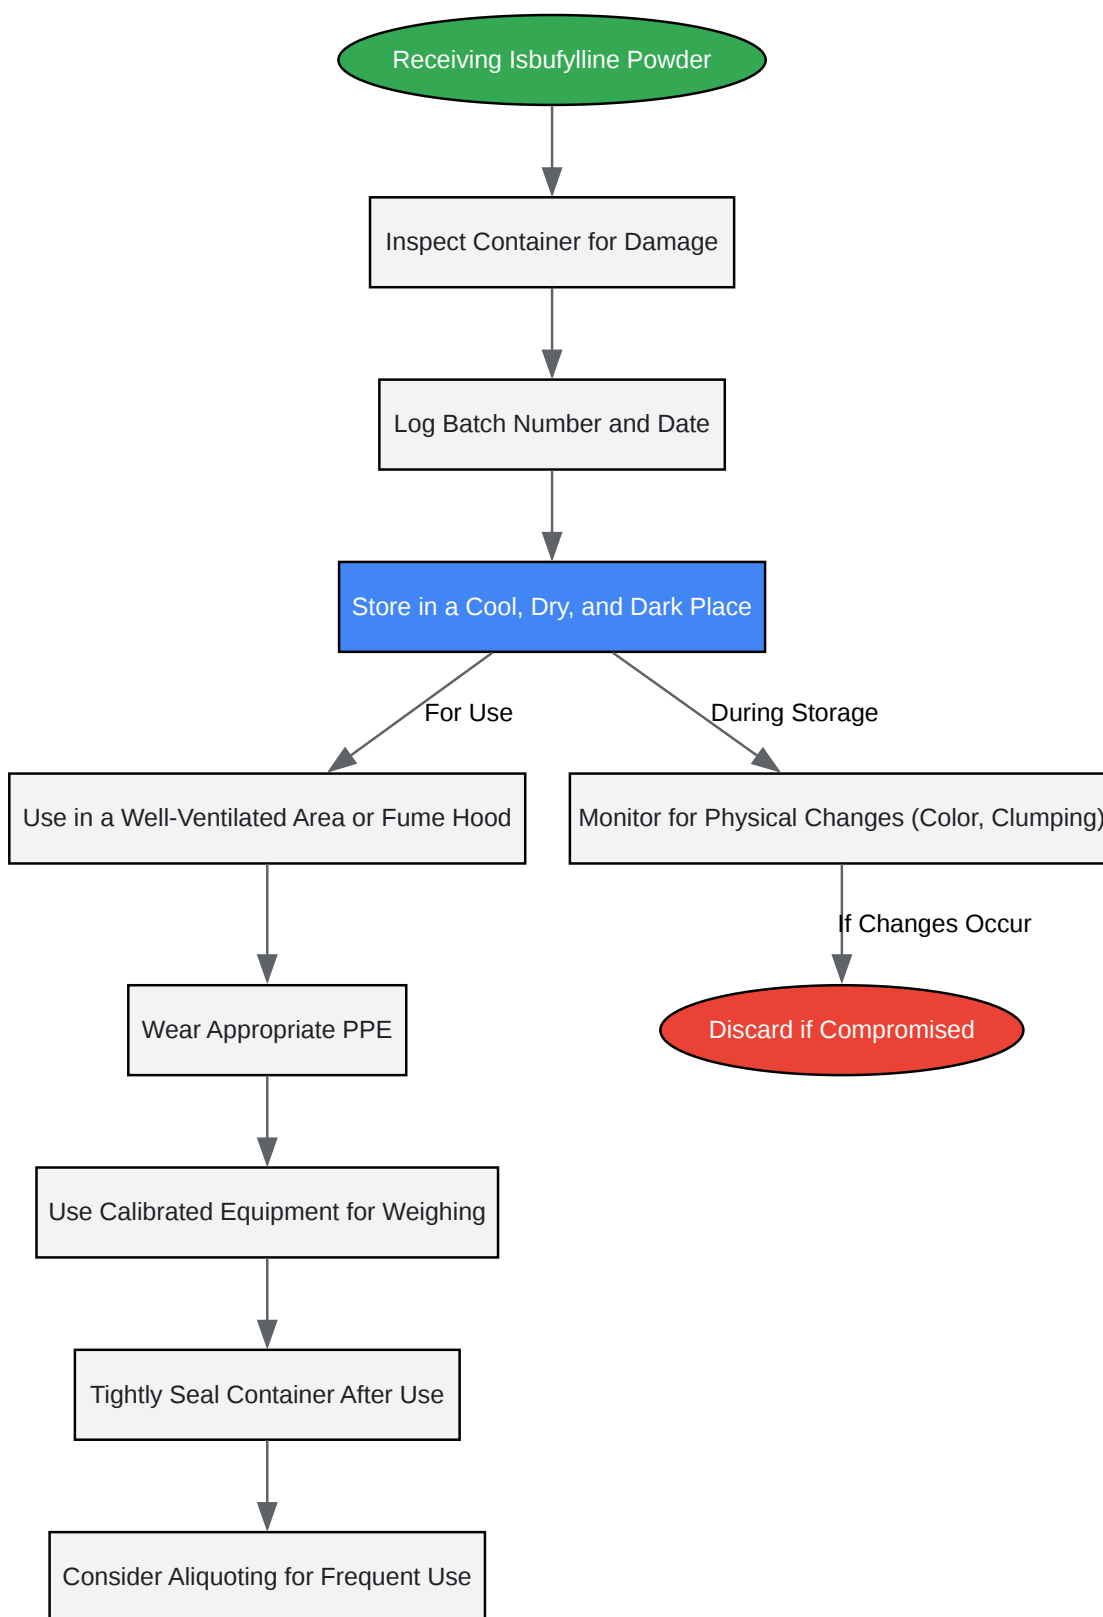 Receiving Isbufylline Powder
Inspect Container for Damage
Log Batch Number and Date
Store in a Cool, Dry, and Dark Place
For Use
During Storage
Use in a Well-Ventilated Area or Fume Hood
Monitor for Physical Changes (Color, Clumping)
If Changes Occur
Wear Appropriate PPE
Discard if Compromised
Use Calibrated Equipment for Weighing
Tightly Seal Container After Use
Consider Aliquoting for Frequent Use